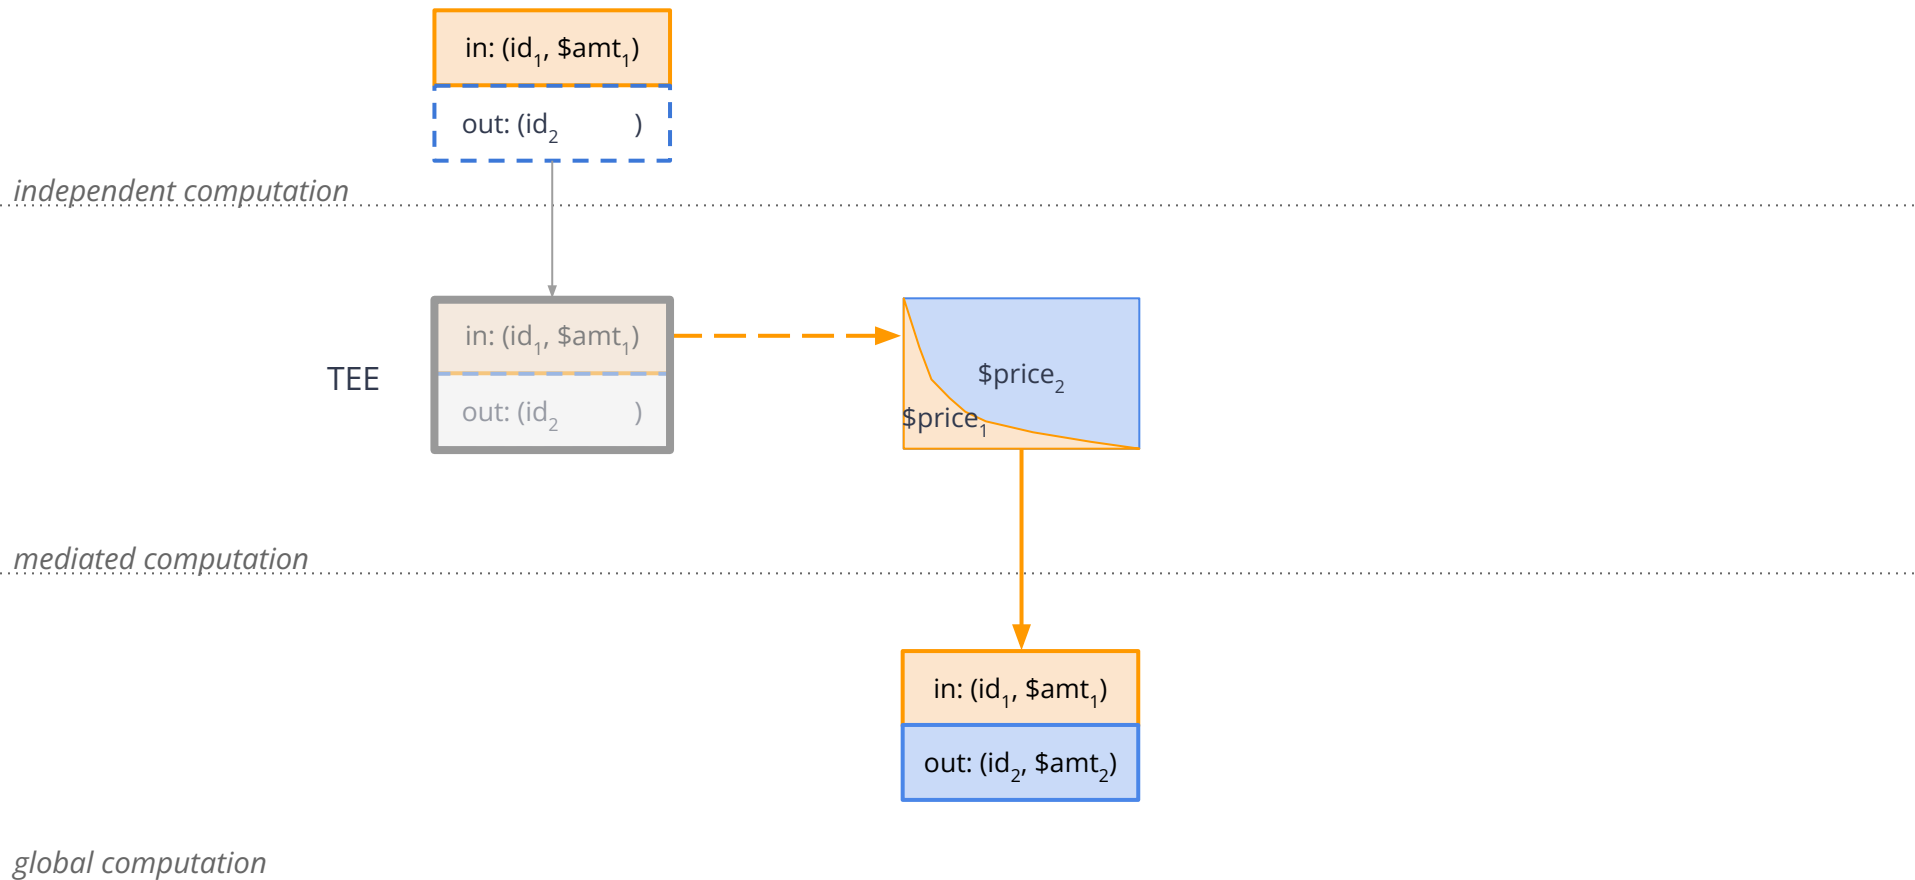 in: (id₁, $amt₁)
out: (id₂ )
independent computation
in: (id₁, $amt₁)
TEE
out: (id₂ )
$price₂
$price₁
mediated computation
in: (id₁, $amt₁)
out: (id₂, $amt₂)
global computation